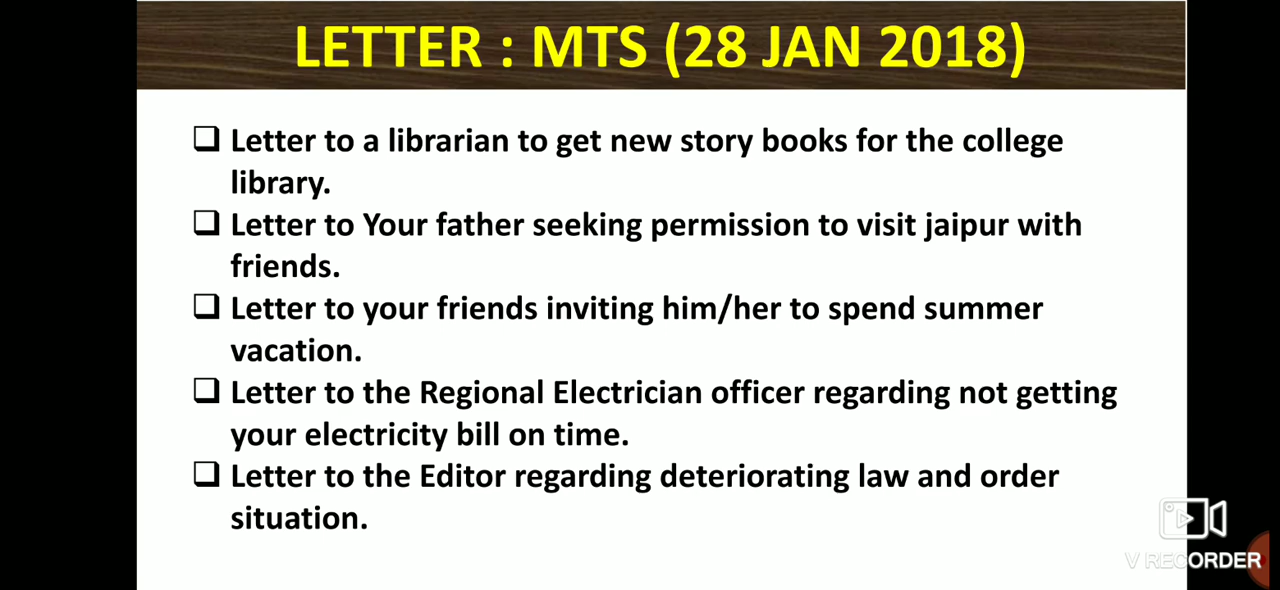 LETTER : MTS (28 JAN 2018)
❑ Letter to a librarian to get new story books for the college
library.
❑ Letter to Your father seeking permission to visit jaipur with
friends.
❑ Letter to your friends inviting him/her to spend summer
vacation.
❑ Letter to the Regional Electrician officer regarding not getting
your electricity bill on time.
❑ Letter to the Editor regarding deteriorating law and order
situation.
V RECORDER